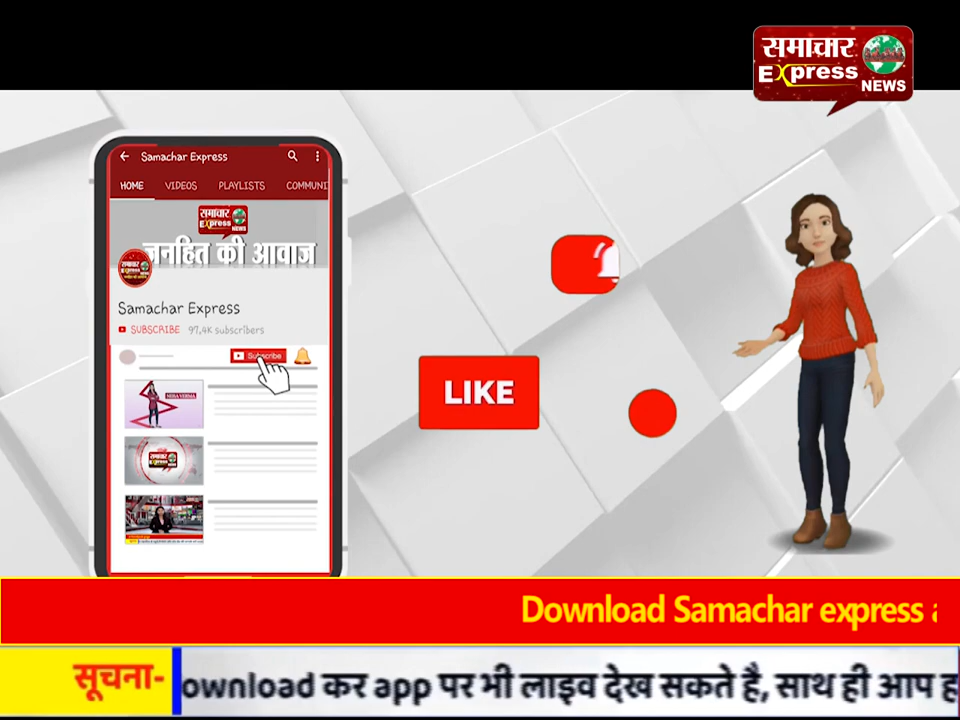 समाचार
Express
NEWS
Samachar Express
HOME VIDEOS PLAYLISTS COMMUNI
समाचार
Express
NEWS
जनहित की आवाज
Samachar Express
SUBSCRIBE 97,4K subscribers
Subscribe
LIKE
Download Samachar express
सूचना- ownload कर app पर भी लाइव देख सकते है, साथ ही आप